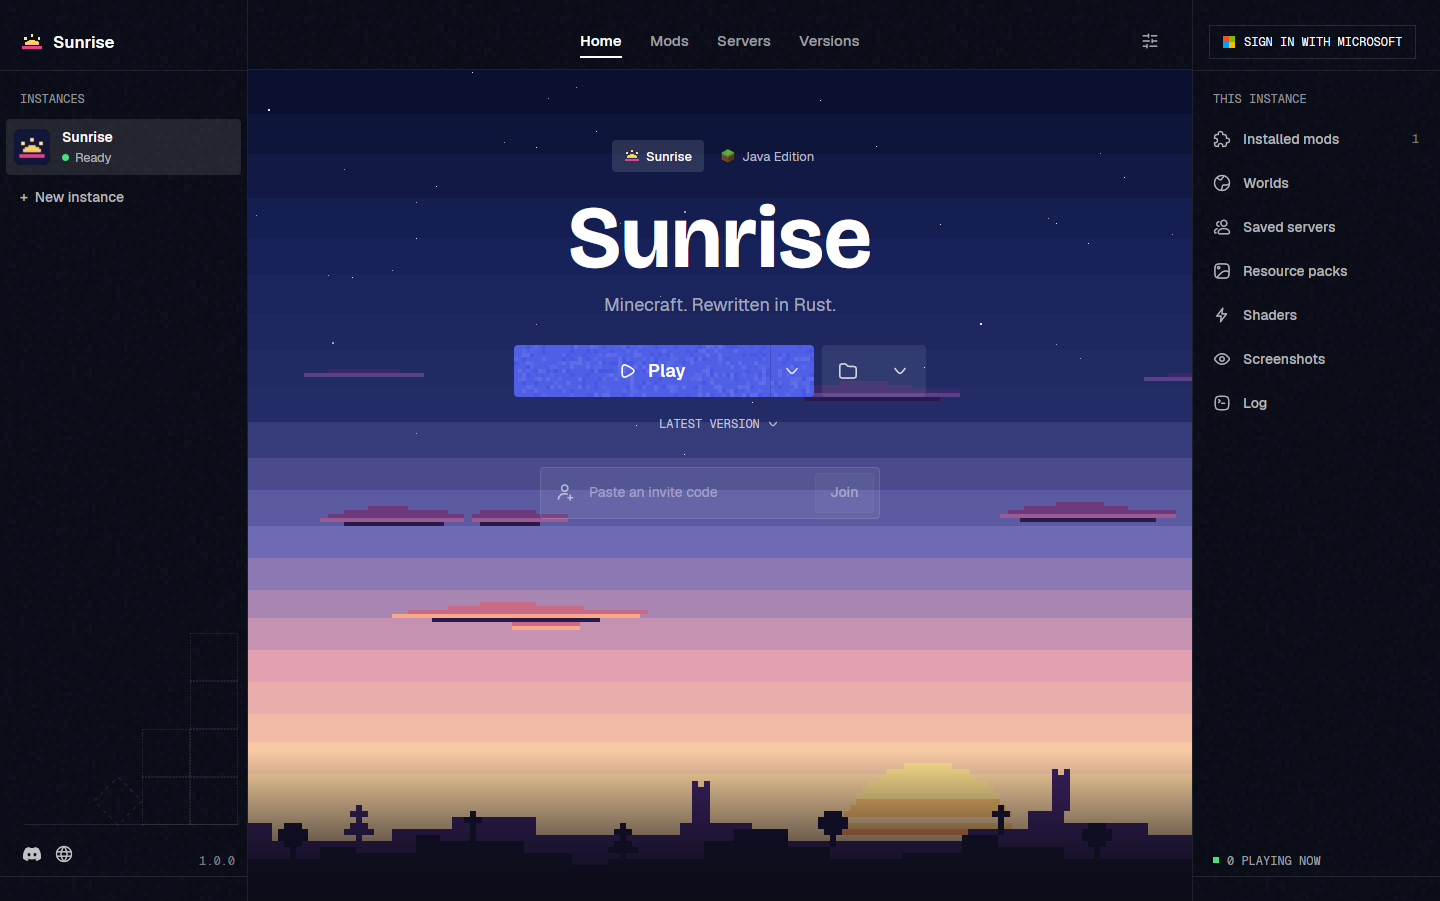 Sunrise
Home
Mods
Servers
Versions
SIGN IN WITH MICROSOFT
INSTANCES
Sunrise
Ready
+ New instance
1.0.0
Sunrise
Java Edition
Sunrise
Minecraft. Rewritten in Rust.
Play
LATEST VERSION
Paste an invite code
Join
THIS INSTANCE
Installed mods 1
Worlds
Saved servers
Resource packs
Shaders
Screenshots
Log
0 PLAYING NOW